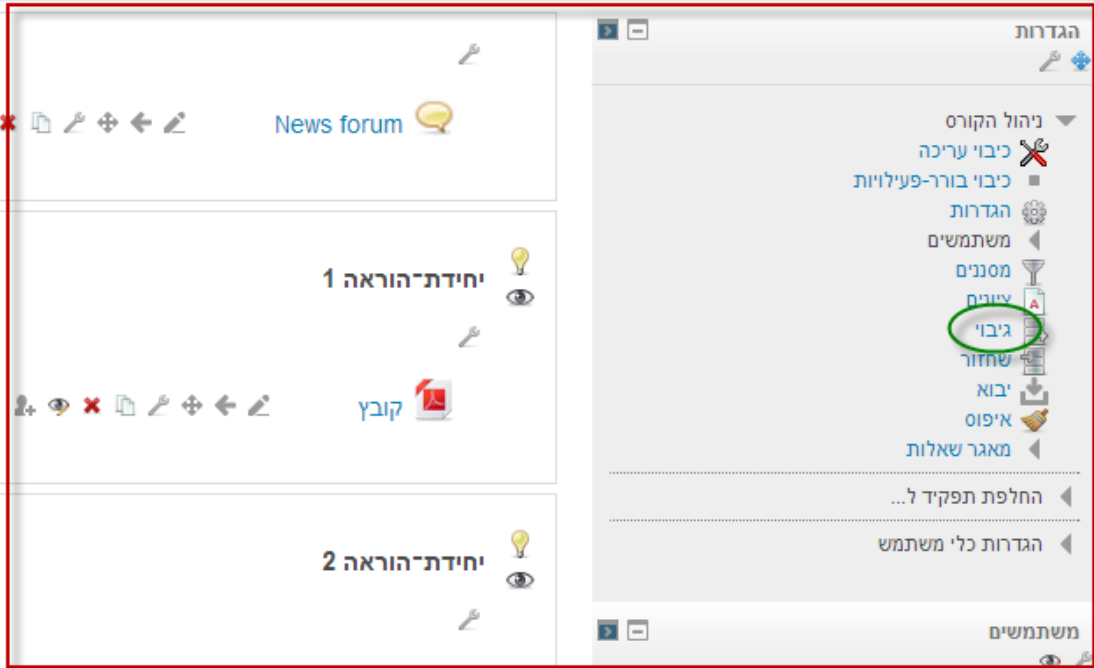 הגדרות
ניהול הקורס
כיבוי עריכה
כיבוי בורר-פעילויות
הגדרות
משתמשים
מסננים
ציונים
גיבוי
שחזור
יבוא
איפוס
מאגר שאלות
החלפת תפקיד ל...
הגדרות כלי משתמש
משתמשים
News forum
יחידת־הוראה 1
קובץ
יחידת־הוראה 2